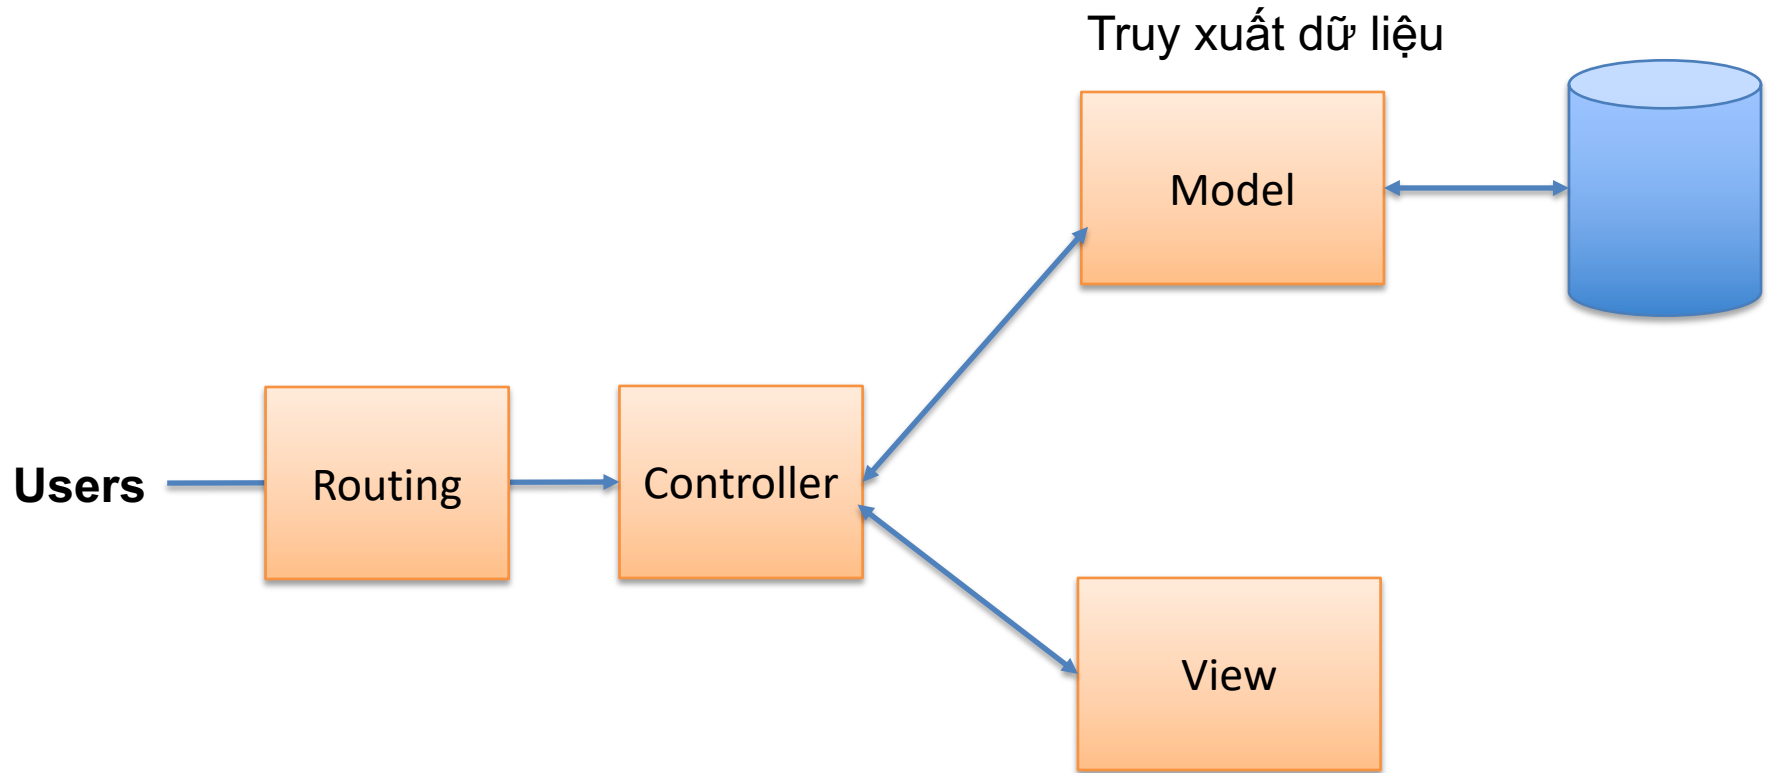 Truy xuất dữ liệu
Model
Users
Routing
Controller
View